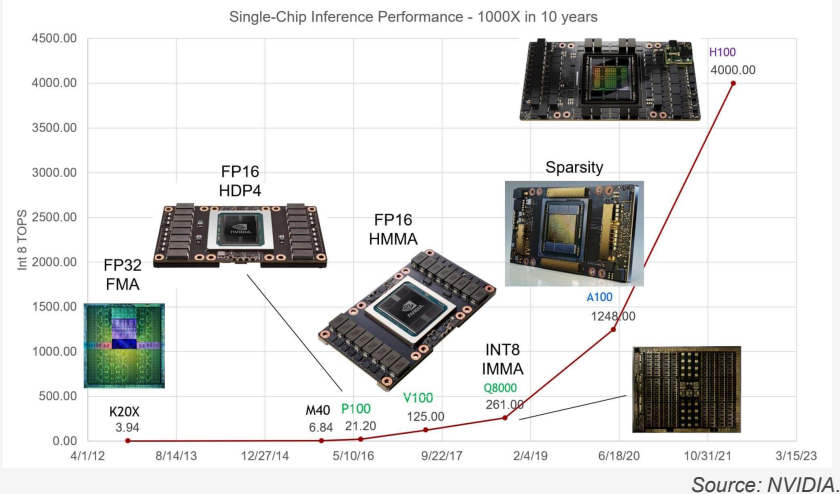 Single-Chip Inference Performance - 1000X in 10 years
Int 8 TOPS
4500.00
4000.00
3500.00
3000.00
2500.00
2000.00
1500.00
1000.00
500.00
0.00
FP32
FMA
K20X
3.94
FP16
HDP4
M40
6.84
P100
21.20
FP16
HMMA
V100
125.00
INT8
IMMA
Q8000
261.00
Sparsity
A100
1248.00
H100
4000.00
NVIDIA
NVIDIA
4/1/12
8/14/13
12/27/14
5/10/16
9/22/17
2/4/19
6/18/20
10/31/21
3/15/23
Source: NVIDIA.